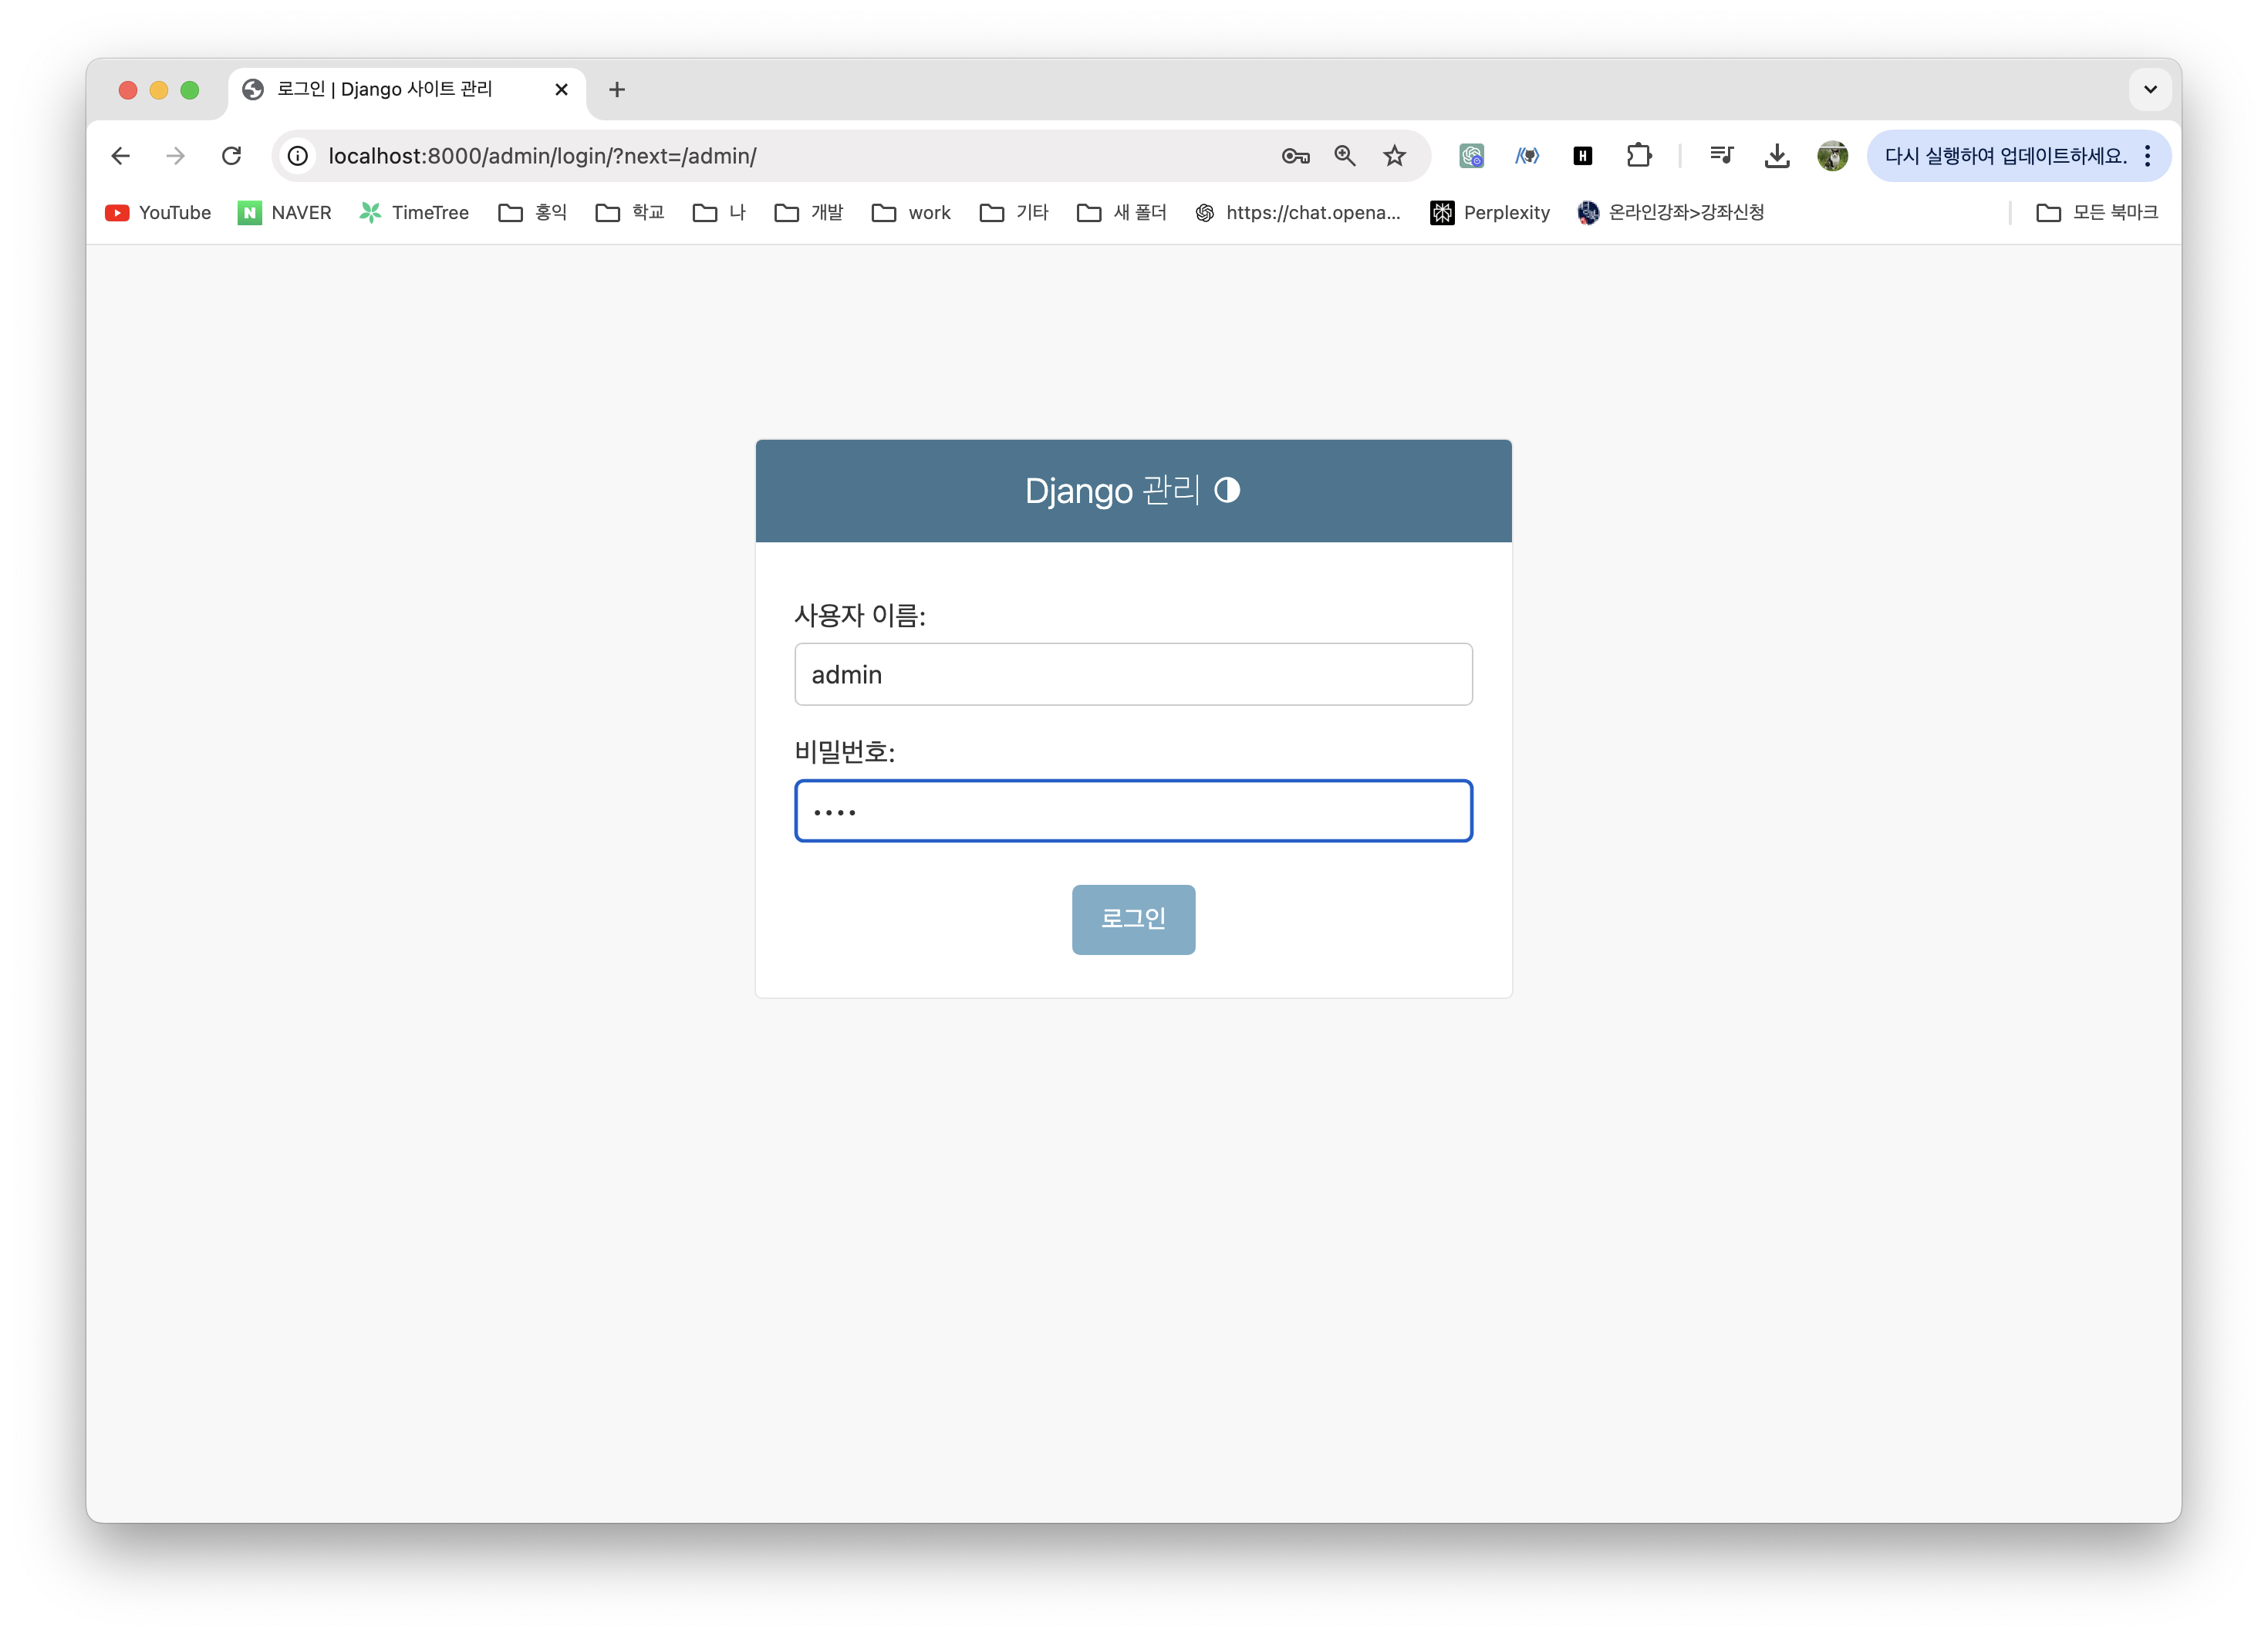 로그인 | Django 사이트 관리
localhost:8000/admin/login/?next=/admin/
다시 실행하여 업데이트하세요.
YouTube NAVER TimeTree 홍익 학교 나 개발 work 기타 새 폴더 https://chat.opena... Perplexity 온라인강좌>강좌신청 모든 북마크
Django 관리
사용자 이름:
admin
비밀번호:
••••
로그인